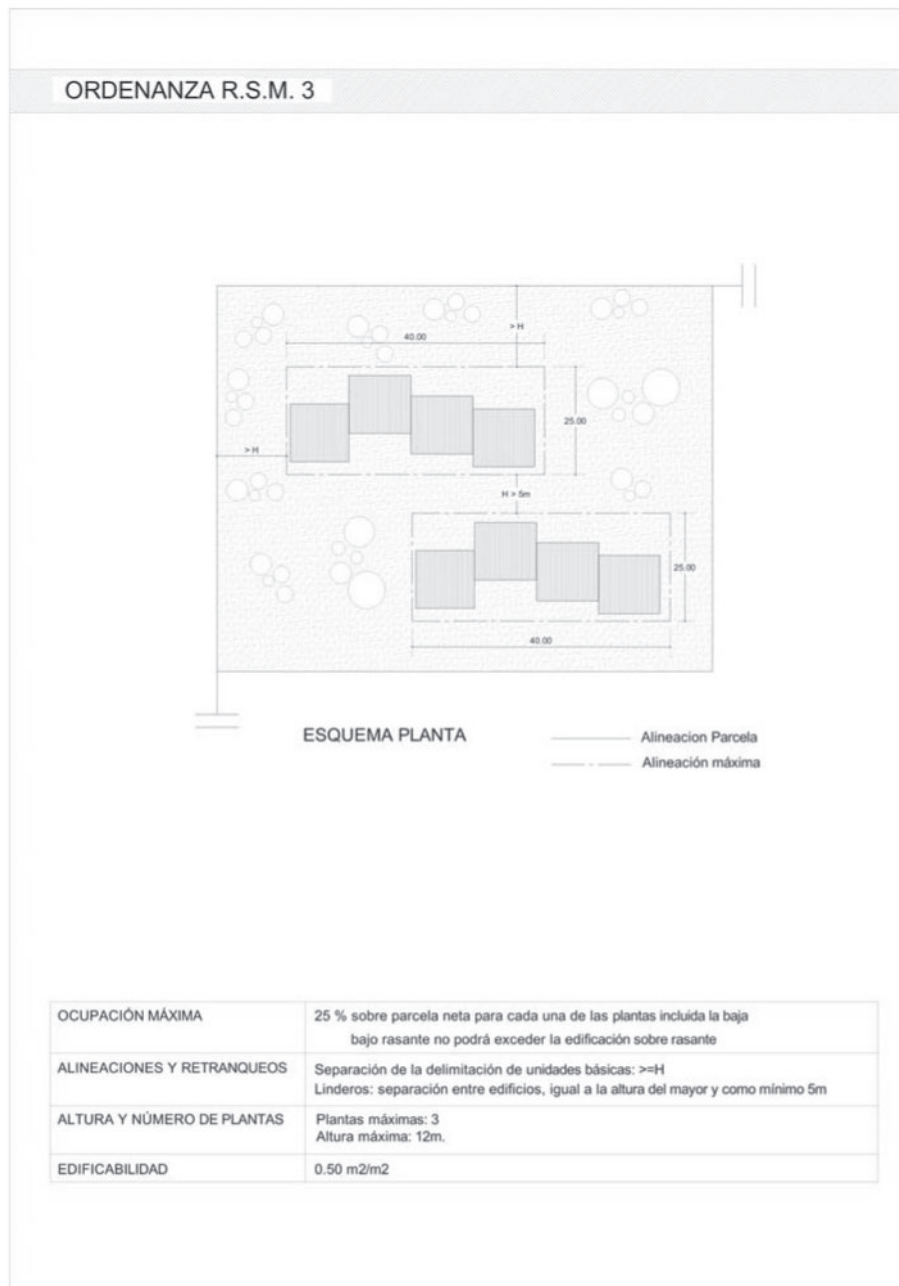 ORDENANZA R.S.M. 3
> H
40.00
25.00
> H
H > 5m
25.00
40.00
ESQUEMA PLANTA
Alineacion Parcela
Alineación máxima
OCUPACIÓN MÁXIMA
25 % sobre parcela neta para cada una de las plantas incluida la baja
bajo rasante no podrá exceder la edificación sobre rasante
ALINEACIONES Y RETRANQUEOS
Separación de la delimitación de unidades básicas: >=H
Linderos: separación entre edificios, igual a la altura del mayor y como mínimo 5m
ALTURA Y NÚMERO DE PLANTAS
Plantas máximas: 3
Altura máxima: 12m.
EDIFICABILIDAD
0.50 m2/m2